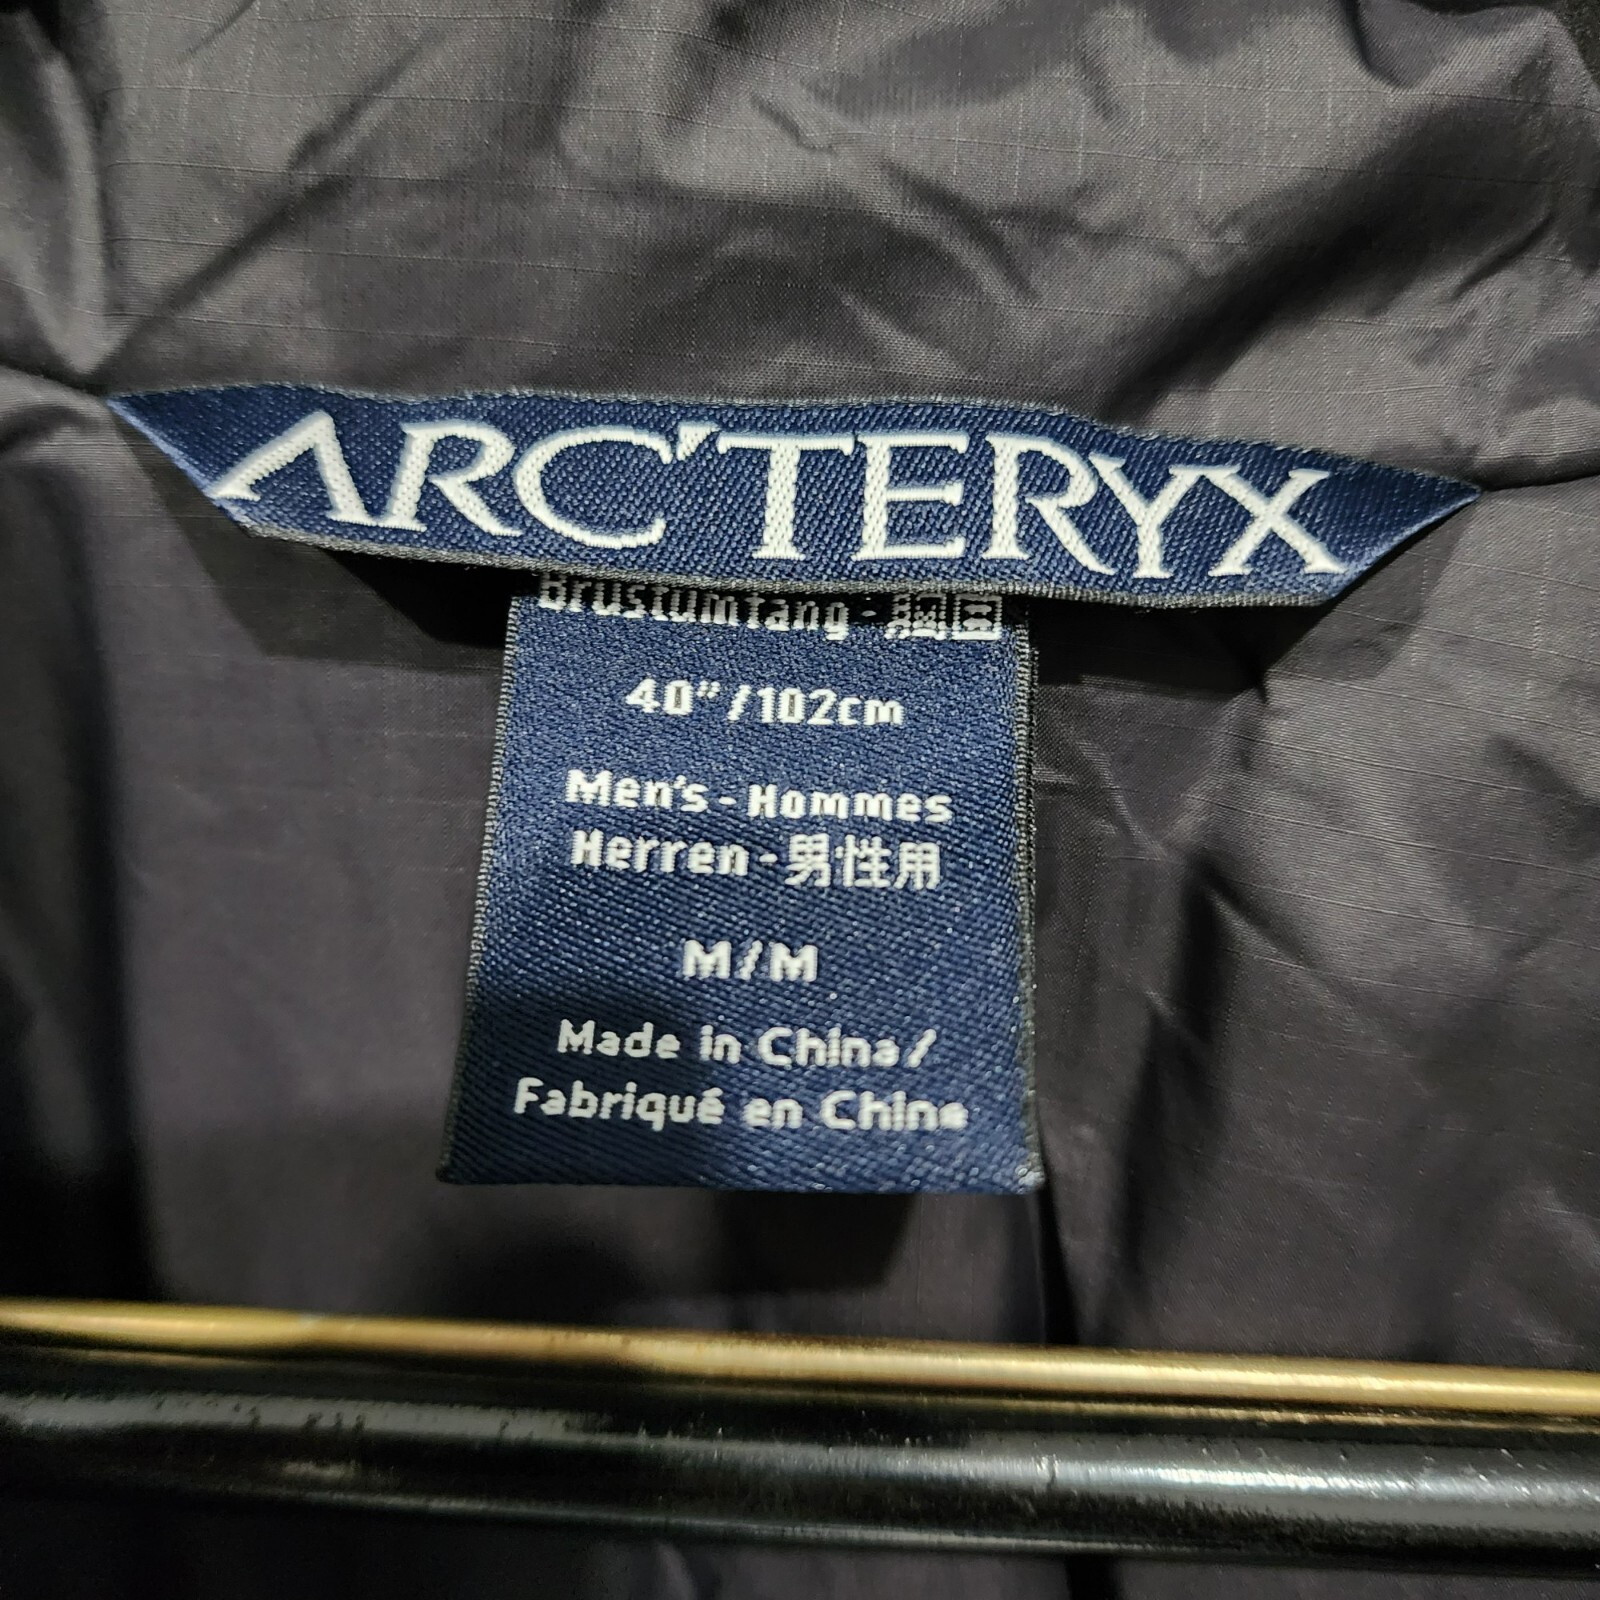 ARC'TERYX
Brustumfang - 胸囲
40"/102cm
Men's - Hommes
Herren - 男性用
M/M
Made in China/
Fabriqué en Chine